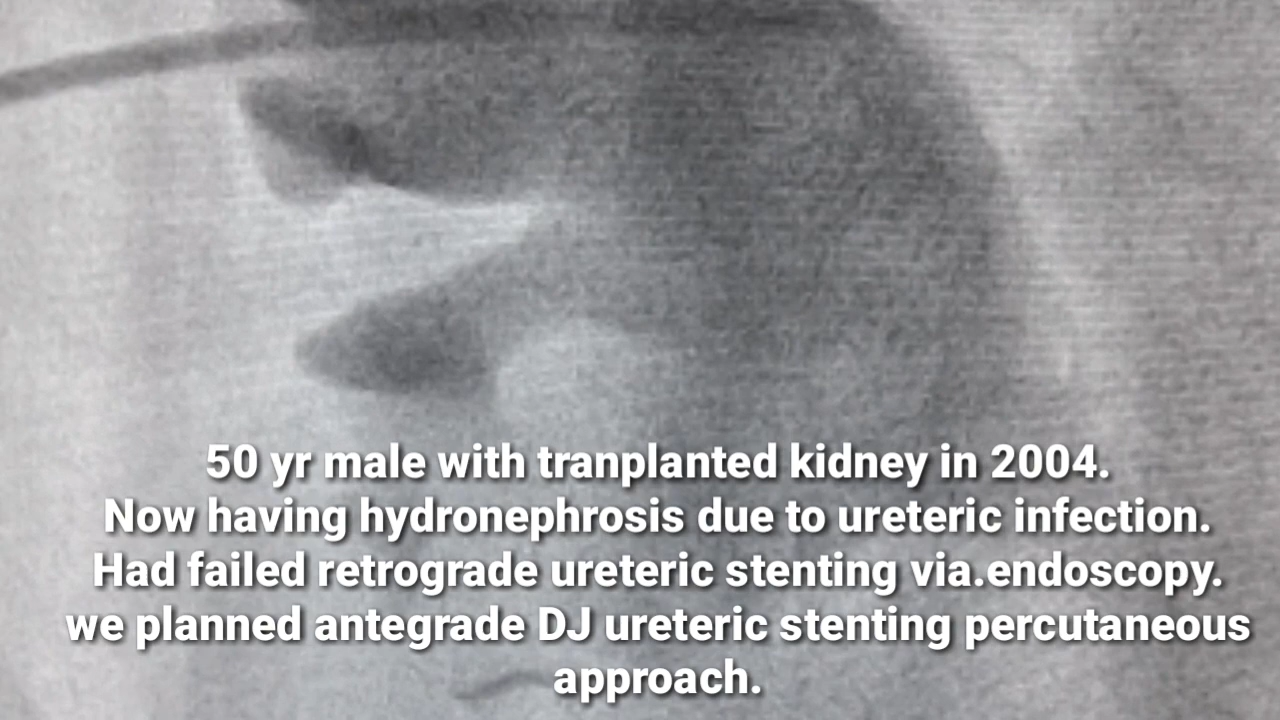 50 yr male with tranplanted kidney in 2004.
Now having hydronephrosis due to ureteric infection.
Had failed retrograde ureteric stenting via.endoscopy.
we planned antegrade DJ ureteric stenting percutaneous
approach.